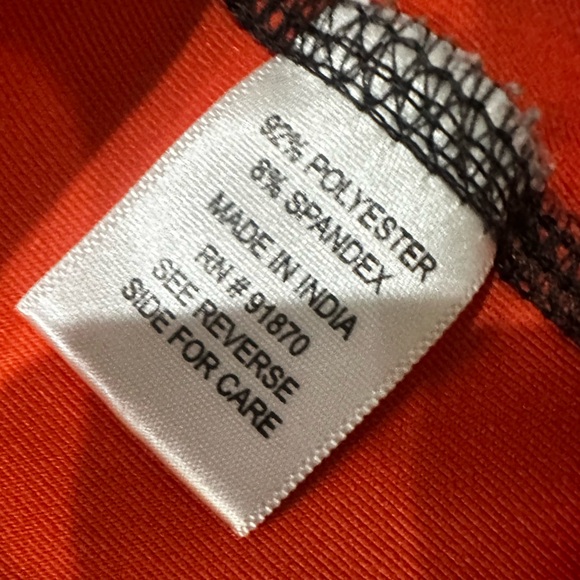 92% POLYESTER
8% SPANDEX
MADE IN INDIA
RN # 91870
SEE REVERSE
SIDE FOR CARE